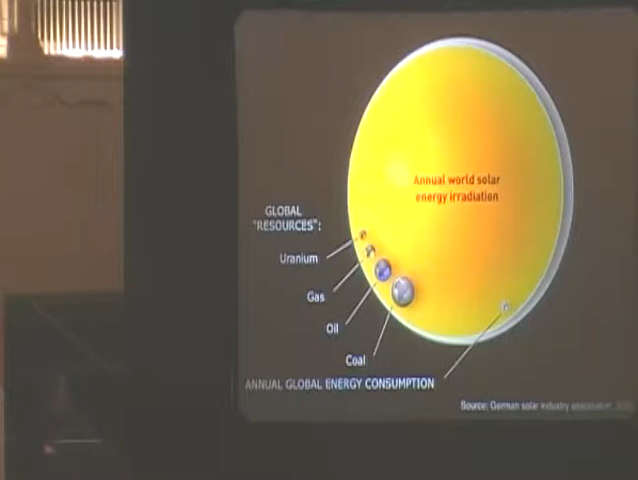 Annual world solar
energy irradiation
GLOBAL
"RESOURCES":
Uranium
Gas
Oil
Coal
ANNUAL GLOBAL ENERGY CONSUMPTION
Source: German solar industry association